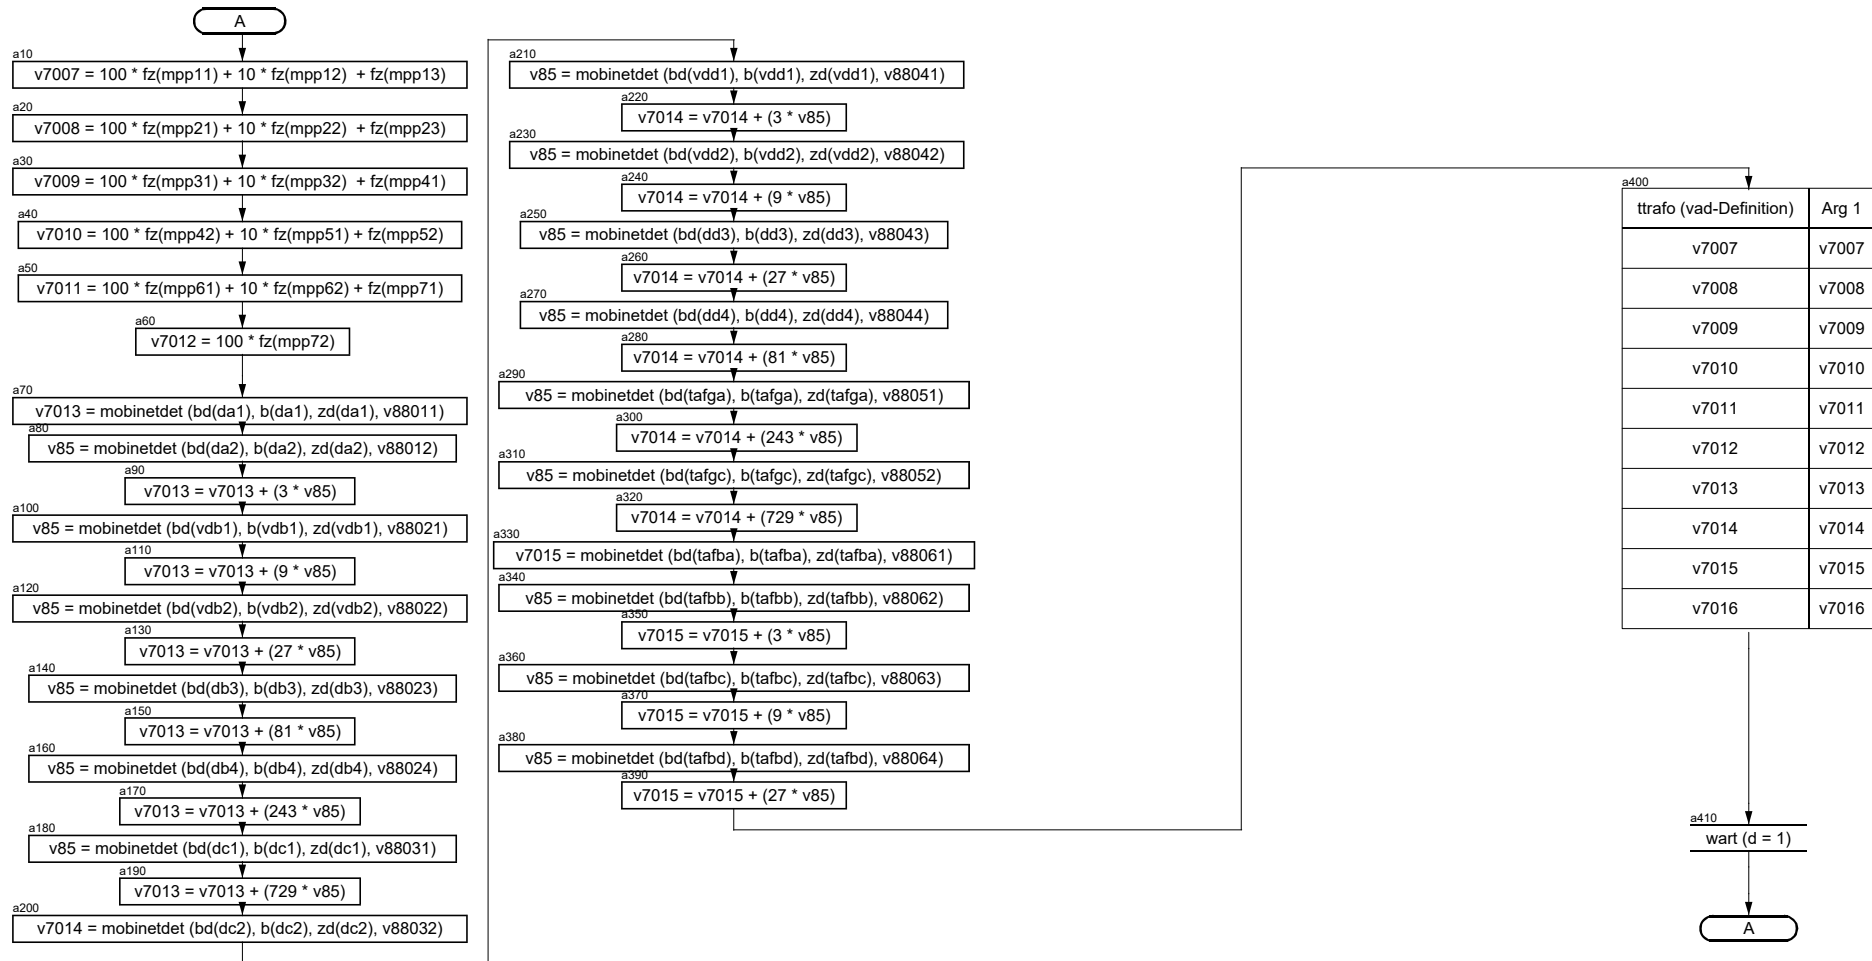 A
a10
v7007 = 100 * fz(mpp11) + 10 * fz(mpp12)  + fz(mpp13)
a20
v7008 = 100 * fz(mpp21) + 10 * fz(mpp22)  + fz(mpp23)
a30
v7009 = 100 * fz(mpp31) + 10 * fz(mpp32)  + fz(mpp41)
a40
v7010 = 100 * fz(mpp42) + 10 * fz(mpp51) + fz(mpp52)
a50
v7011 = 100 * fz(mpp61) + 10 * fz(mpp62) + fz(mpp71)
a60
v7012 = 100 * fz(mpp72)
a70
v7013 = mobinetdet (bd(da1), b(da1), zd(da1), v88011)
a80
v85 = mobinetdet (bd(da2), b(da2), zd(da2), v88012)
a90
v7013 = v7013 + (3 * v85)
a100
v85 = mobinetdet (bd(vdb1), b(vdb1), zd(vdb1), v88021)
a110
v7013 = v7013 + (9 * v85)
a120
v85 = mobinetdet (bd(vdb2), b(vdb2), zd(vdb2), v88022)
a130
v7013 = v7013 + (27 * v85)
a140
v85 = mobinetdet (bd(db3), b(db3), zd(db3), v88023)
a150
v7013 = v7013 + (81 * v85)
a160
v85 = mobinetdet (bd(db4), b(db4), zd(db4), v88024)
a170
v7013 = v7013 + (243 * v85)
a180
v85 = mobinetdet (bd(dc1), b(dc1), zd(dc1), v88031)
a190
v7013 = v7013 + (729 * v85)
a200
v7014 = mobinetdet (bd(dc2), b(dc2), zd(dc2), v88032)
a210
v85 = mobinetdet (bd(vdd1), b(vdd1), zd(vdd1), v88041)
a220
v7014 = v7014 + (3 * v85)
a230
v85 = mobinetdet (bd(vdd2), b(vdd2), zd(vdd2), v88042)
a240
v7014 = v7014 + (9 * v85)
a250
v85 = mobinetdet (bd(dd3), b(dd3), zd(dd3), v88043)
a260
v7014 = v7014 + (27 * v85)
a270
v85 = mobinetdet (bd(dd4), b(dd4), zd(dd4), v88044)
a280
v7014 = v7014 + (81 * v85)
a290
v85 = mobinetdet (bd(tafga), b(tafga), zd(tafga), v88051)
a300
v7014 = v7014 + (243 * v85)
a310
v85 = mobinetdet (bd(tafgc), b(tafgc), zd(tafgc), v88052)
a320
v7014 = v7014 + (729 * v85)
a330
v7015 = mobinetdet (bd(tafba), b(tafba), zd(tafba), v88061)
a340
v85 = mobinetdet (bd(tafbb), b(tafbb), zd(tafbb), v88062)
a350
v7015 = v7015 + (3 * v85)
a360
v85 = mobinetdet (bd(tafbc), b(tafbc), zd(tafbc), v88063)
a370
v7015 = v7015 + (9 * v85)
a380
v85 = mobinetdet (bd(tafbd), b(tafbd), zd(tafbd), v88064)
a390
v7015 = v7015 + (27 * v85)
a400
ttrafo (vad-Definition) Arg 1
v7007 v7007
v7008 v7008
v7009 v7009
v7010 v7010
v7011 v7011
v7012 v7012
v7013 v7013
v7014 v7014
v7015 v7015
v7016 v7016
a410
wart (d = 1)
A